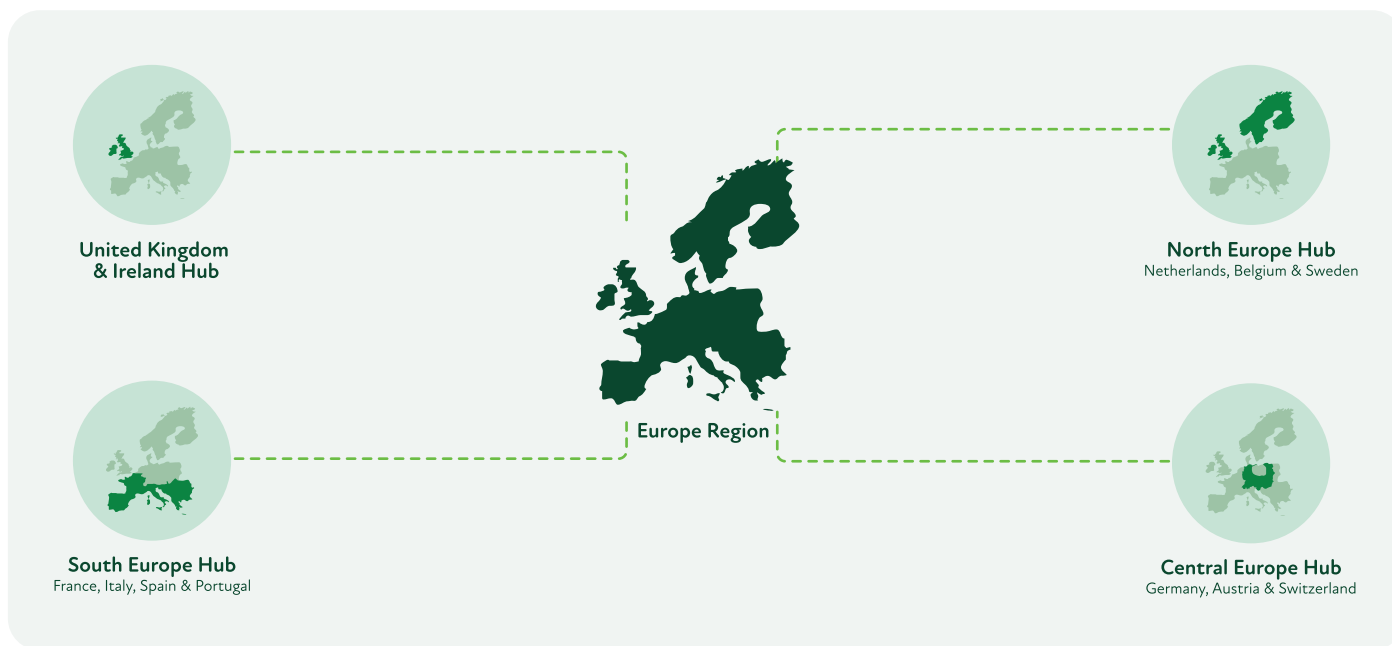 United Kingdom
& Ireland Hub
North Europe Hub
Netherlands, Belgium & Sweden
Europe Region
South Europe Hub
France, Italy, Spain & Portugal
Central Europe Hub
Germany, Austria & Switzerland